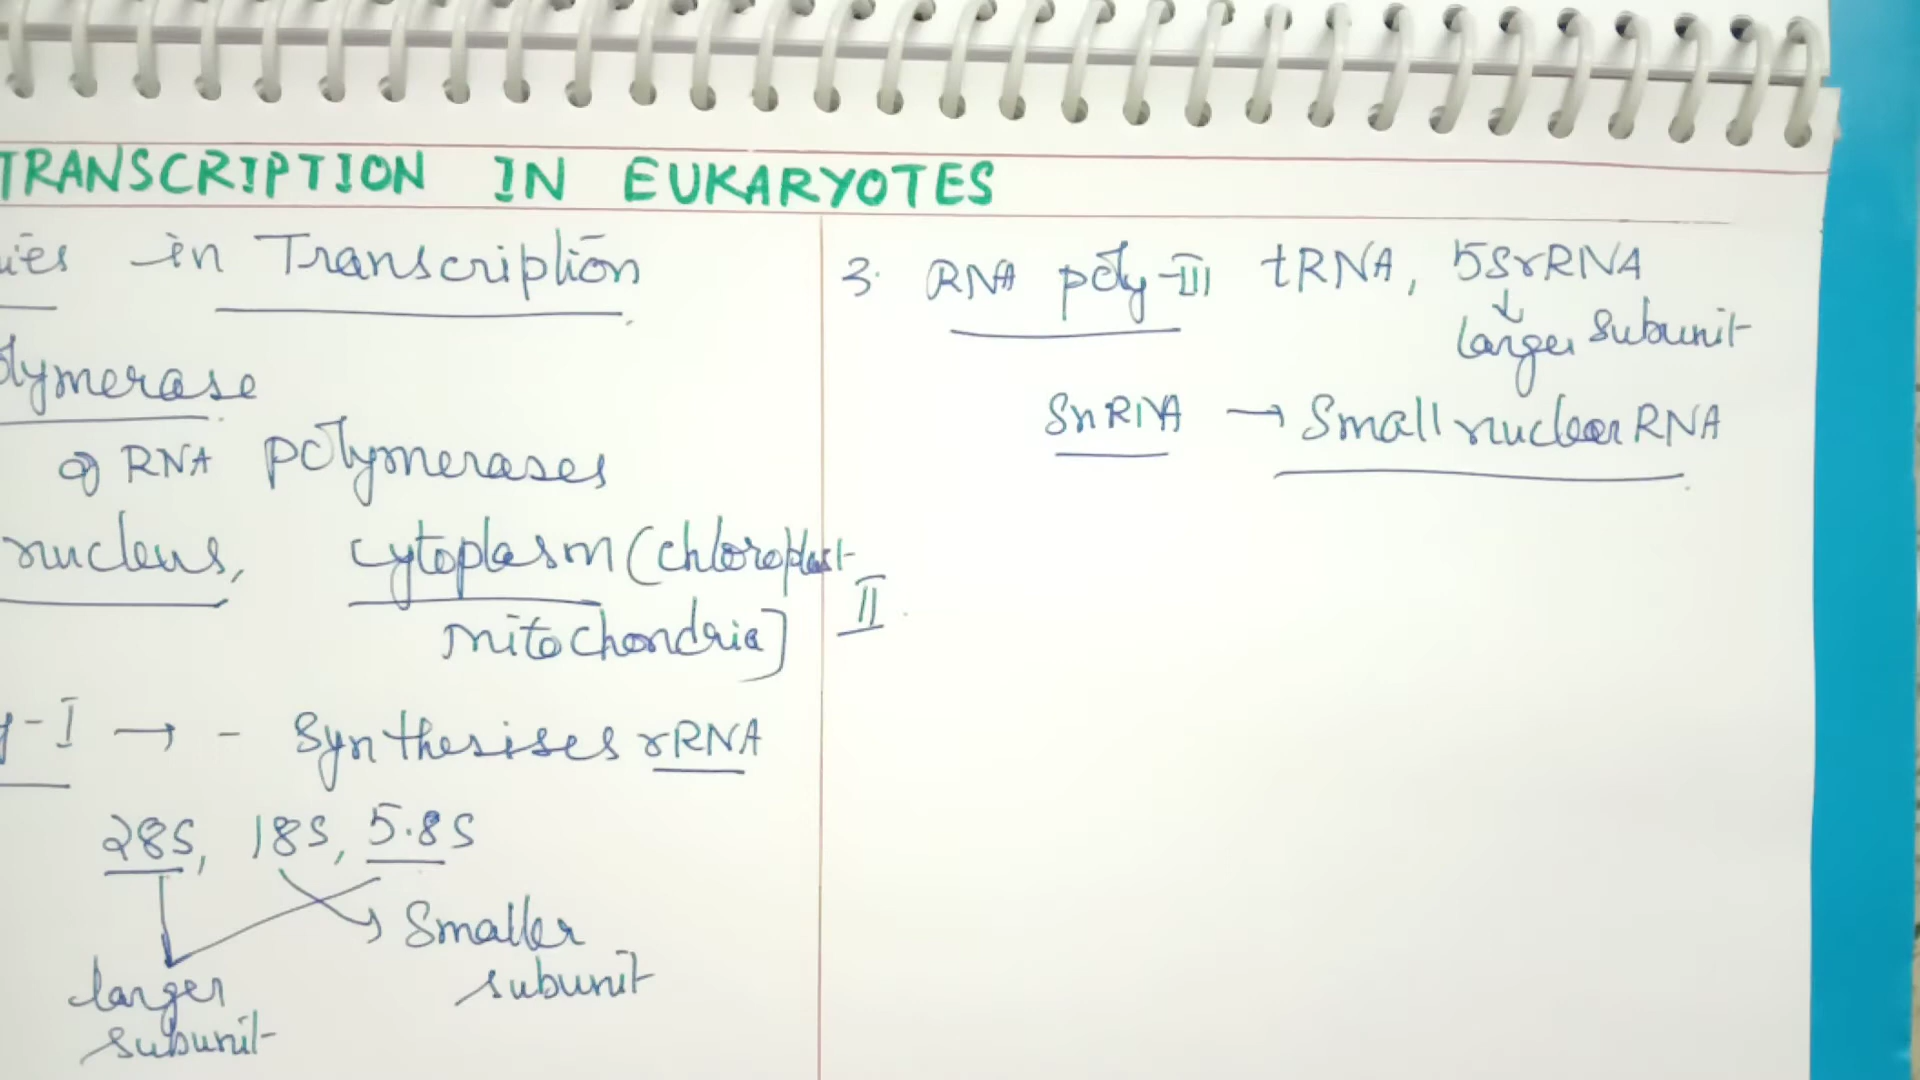 TRANSCRIPTION IN EUKARYOTES
in Transcription
RNA polymerases
nucleus, cytoplasm (chloroplast
mitochondria) II
-I → - Synthesises rRNA
28S, 18S, 5.8S
Smaller
subunit
larger
subunit
3. RNA poly-III tRNA, 5SrRNA
↓
larger subunit
SnRNA → Small nuclear RNA